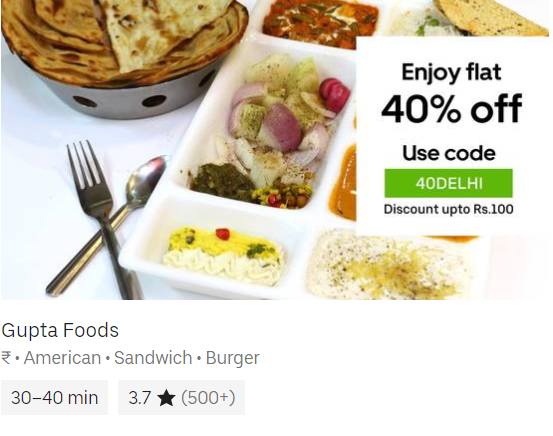 Enjoy flat
40% off
Use code
40DELHI
Discount upto Rs.100
Gupta Foods
₹ • American • Sandwich • Burger
30–40 min 3.7 ★ (500+)